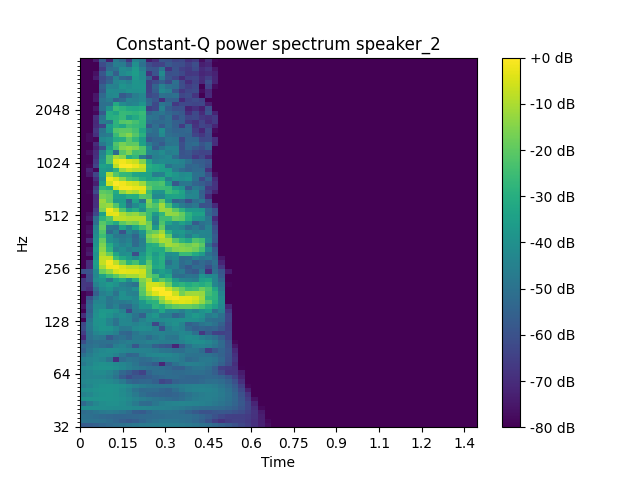 Constant-Q power spectrum speaker_2
Hz
2048
1024
512
256
128
64
32
0 0.15 0.3 0.45 0.6 0.75 0.9 1.1 1.2 1.4
Time
+0 dB
-10 dB
-20 dB
-30 dB
-40 dB
-50 dB
-60 dB
-70 dB
-80 dB